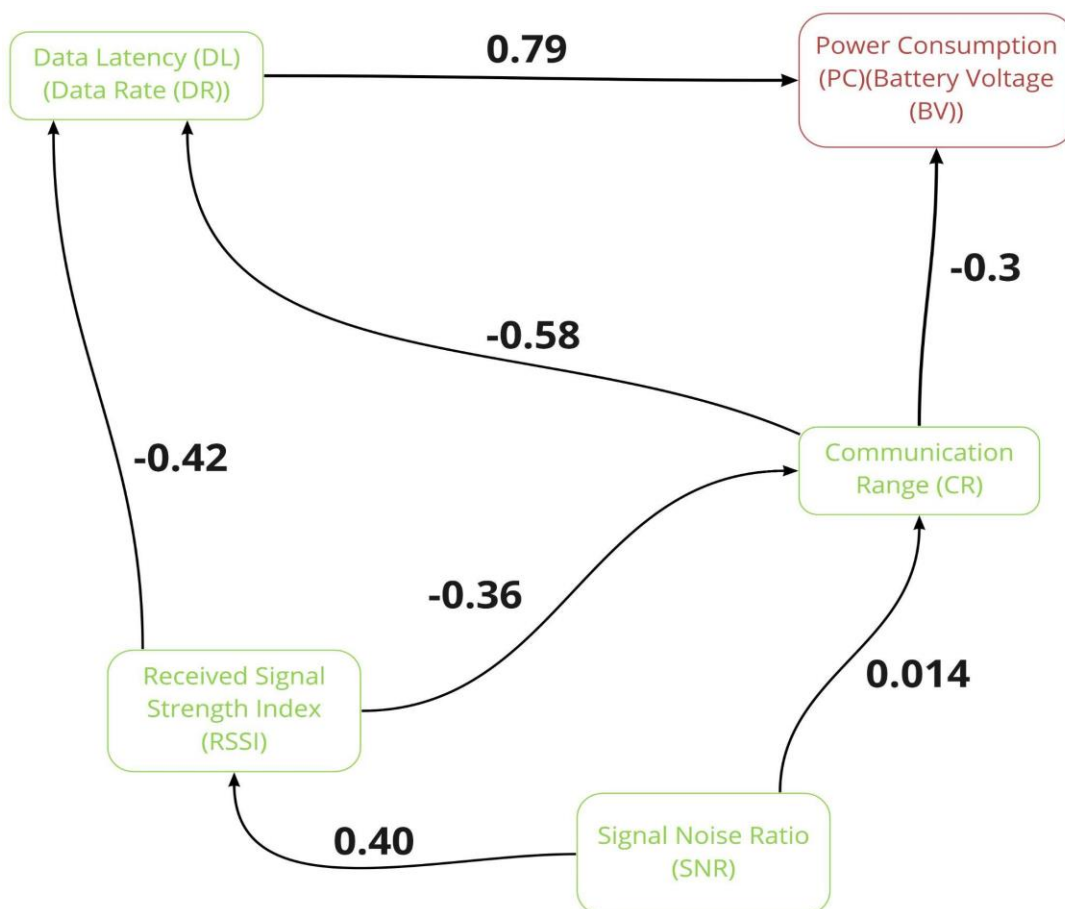 Data Latency (DL)
(Data Rate (DR))
0.79
Power Consumption
(PC)(Battery Voltage
(BV))
-0.3
-0.58
-0.42
Communication
Range (CR)
-0.36
Received Signal
Strength Index
(RSSI)
0.014
0.40
Signal Noise Ratio
(SNR)